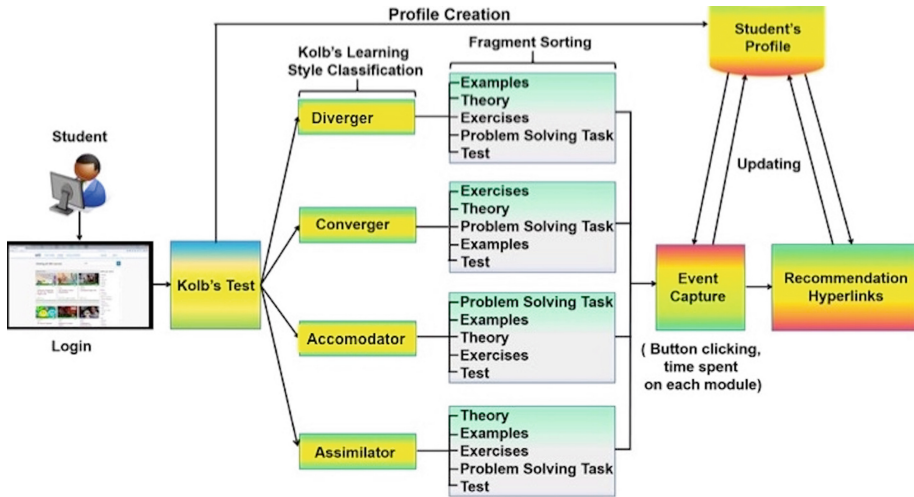 Profile Creation
Student's
Profile
Kolb's Learning
Style Classification
Fragment Sorting
Student
Login
Kolb's Test
Diverger
Examples
Theory
Exercises
Problem Solving Task
Test
Converger
Exercises
Theory
Problem Solving Task
Examples
Test
Accomodator
Problem Solving Task
Examples
Theory
Exercises
Test
Assimilator
Theory
Examples
Exercises
Problem Solving Task
Test
Updating
Event
Capture
( Button clicking,
time spent
on each module)
Recommendation
Hyperlinks